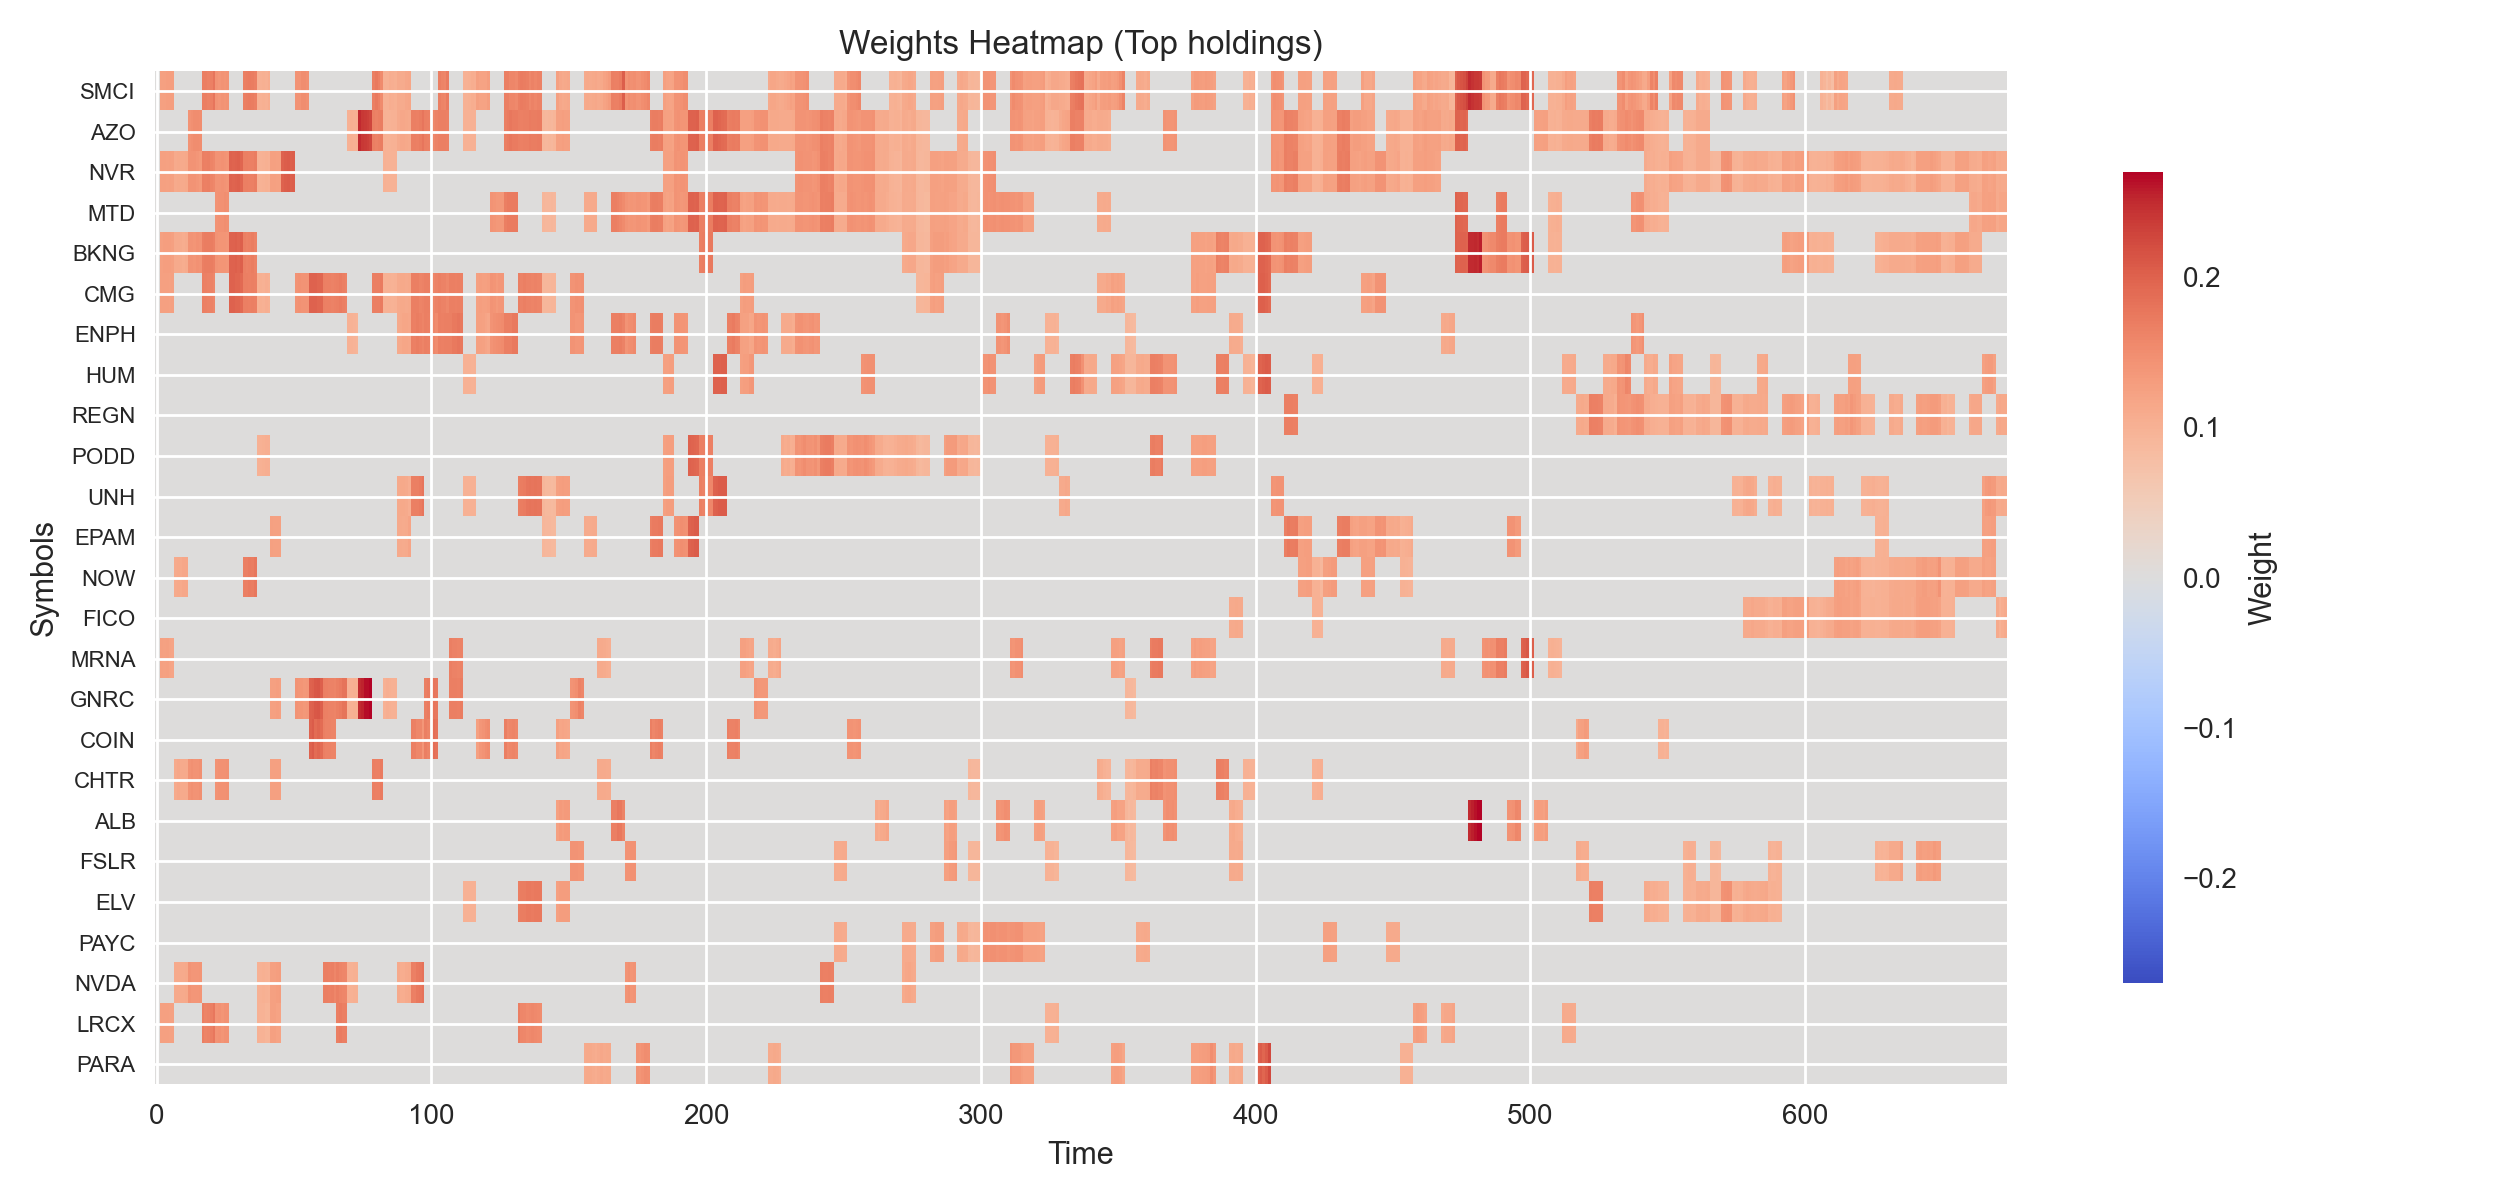 Weights Heatmap (Top holdings)
SMCI
AZO
NVR
MTD
BKNG
CMG
ENPH
HUM
REGN
PODD
UNH
EPAM
NOW
FICO
MRNA
GNRC
COIN
CHTR
ALB
FSLR
ELV
PAYC
NVDA
LRCX
PARA
Symbols
0 100 200 300 400 500 600
Time
0.2
0.1
0.0
−0.1
−0.2
Weight